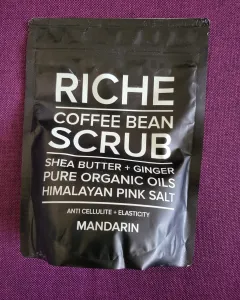 RICHE
COFFEE BEAN
SCRUB
SHEA BUTTER + GINGER
PURE ORGANIC OILS
HIMALAYAN PINK SALT
ANTI CELLULITE + ELASTICITY
MANDARIN